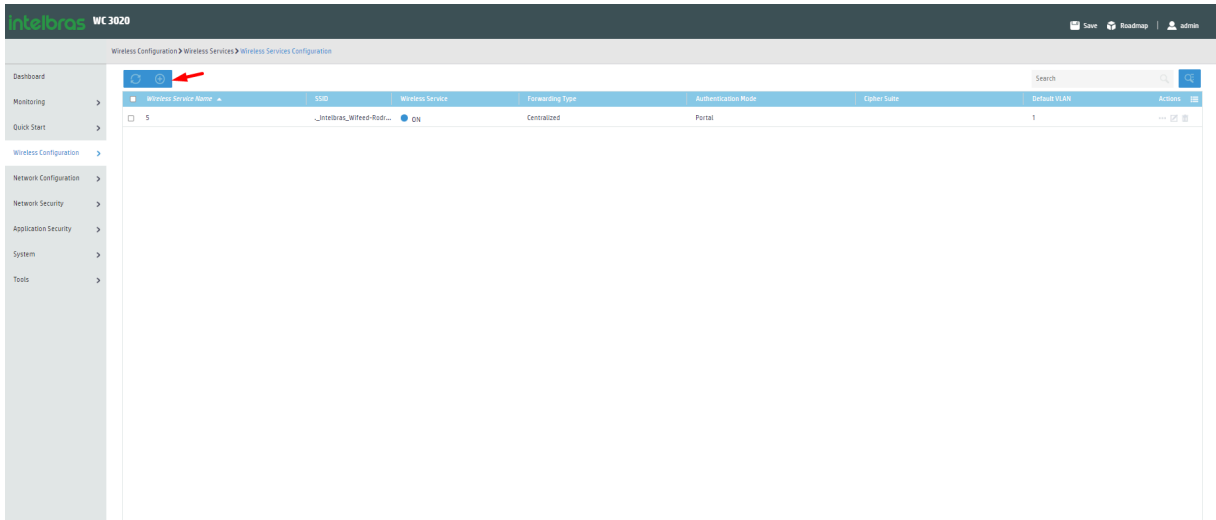 intelbras WC 3020
Save Roadmap | admin
Wireless Configuration > Wireless Services > Wireless Services Configuration
Dashboard
Monitoring
Quick Start
Wireless Configuration
Network Configuration
Network Security
Application Security
System
Tools
Search
Wireless Service Name SSID Wireless Service Forwarding Type Authentication Mode Cipher Suite Default VLAN Actions
5 ._Intelbras_Wifeed-Rodr... ON Centralized Portal 1